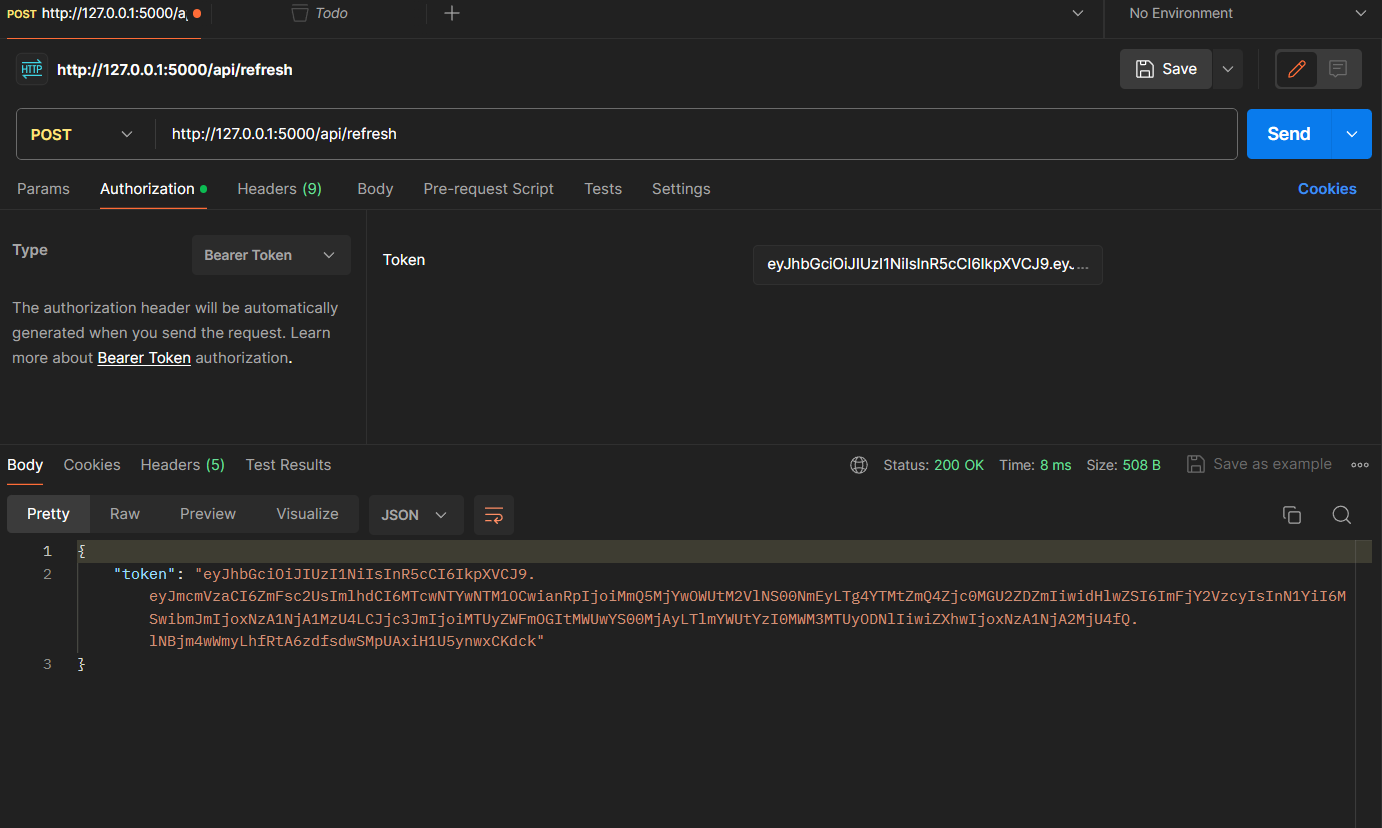 POST http://127.0.0.1:5000/a
Todo
No Environment
HTTP
http://127.0.0.1:5000/api/refresh
Save
POST
http://127.0.0.1:5000/api/refresh
Send
Params Authorization Headers (9) Body Pre-request Script Tests Settings Cookies
Type
Bearer Token
Token
eyJhbGciOiJIUzI1NiIsInR5cCI6IkpXVCJ9.eyJ...
The authorization header will be automatically
generated when you send the request. Learn
more about Bearer Token authorization.
Body Cookies Headers (5) Test Results
Status: 200 OK Time: 8 ms Size: 508 B Save as example
Pretty Raw Preview Visualize JSON
1 {
2 "token": "eyJhbGciOiJIUzI1NiIsInR5cCI6IkpXVCJ9.
eyJmcmVzaCI6ZmFsc2UsImlhdCI6MTcwNTYwNTM1OCwianRpIjoiMmQ5MjYwOWUtM2VlNS00NmEyLTg4YTMtZmQ4Zjc0MGU2ZDZmIiwidHlwZSI6ImFjY2VzcyIsInN1YiI6M
SwibmJmIjoxNzA1NjA1MzU4LCJjc3JmIjoiMTUyZWFmOGItMWUwYS00MjAyLTlmYWUtYzI0MWM3MTUyODNlIiwiZXhwIjoxNzA1NjA2MjU4fQ.
lNBjm4wWmyLhfRtA6zdfsdwSMpUAxiH1U5ynwxCKdck"
3 }